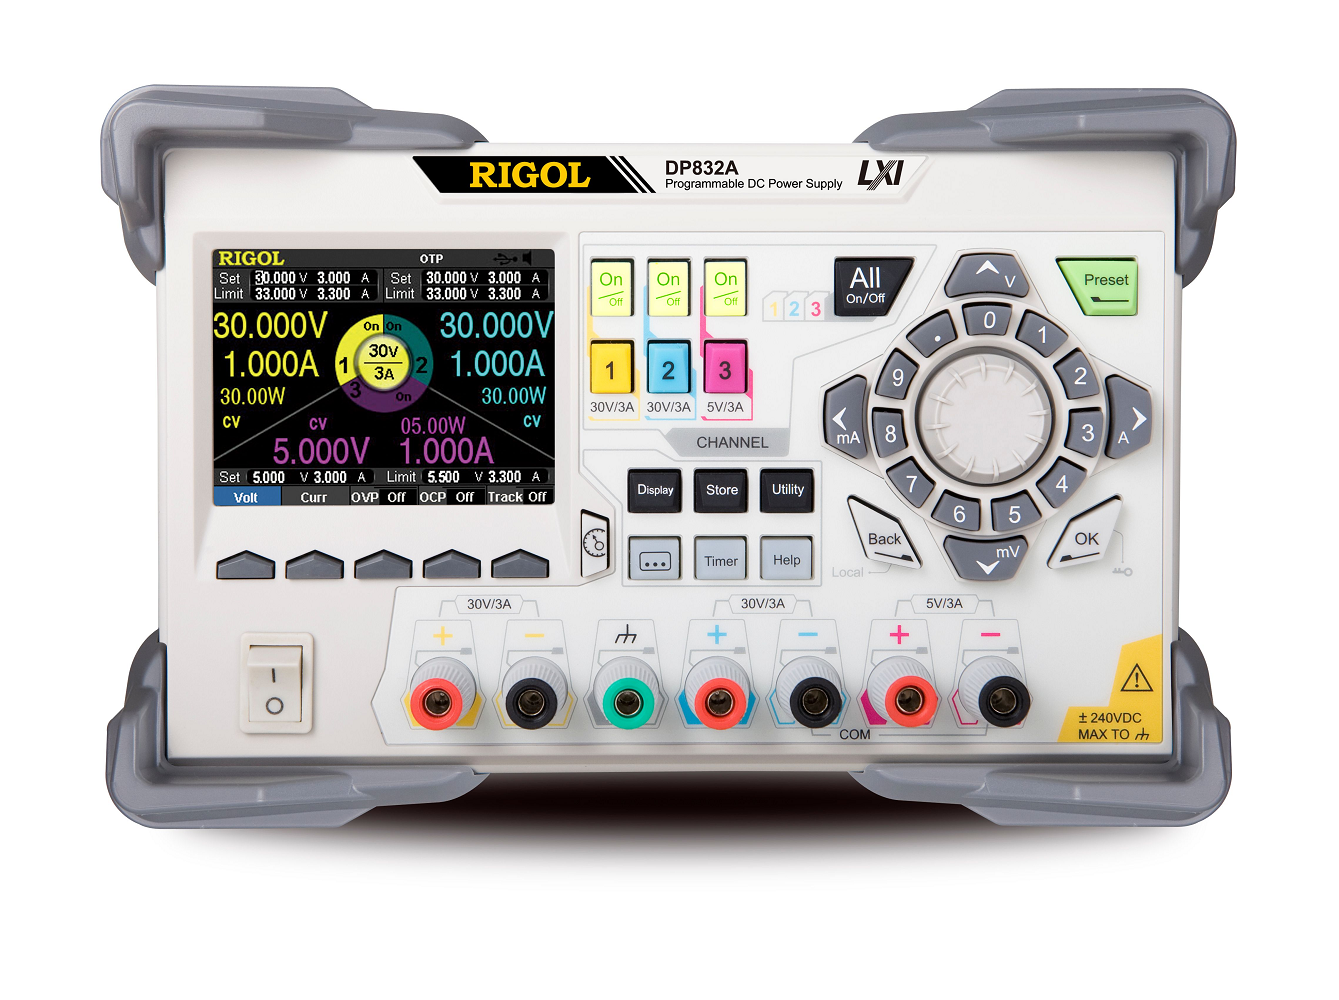 RIGOL DP832A LXI
Programmable DC Power Supply
RIGOL OTP
Set 30.000 V 3.000 A Set 30.000 V 3.000 A
Limit 33.000 V 3.300 A Limit 33.000 V 3.300 A
30.000V On On 30.000V
1.000A 1 30V 2 1.000A
3A
30.00W 3 On 30.00W
CV CV 05.00W CV
5.000V 1.000A
Set 5.000 V 3.000 A Limit 5.500 V 3.300 A
Volt Curr OVP Off OCP Off Track Off
On On On
Off Off Off
1 2 3
All
On/Off
1 2 3
30V/3A 30V/3A 5V/3A
CHANNEL
Preset
V
0 1
. 2
9 3
8 4
7 5
6
mA A
mV
Display Store Utility
... Timer Help
Back OK
Local
30V/3A 30V/3A 5V/3A
+ − + − + −
COM
I
O
± 240VDC
MAX TO